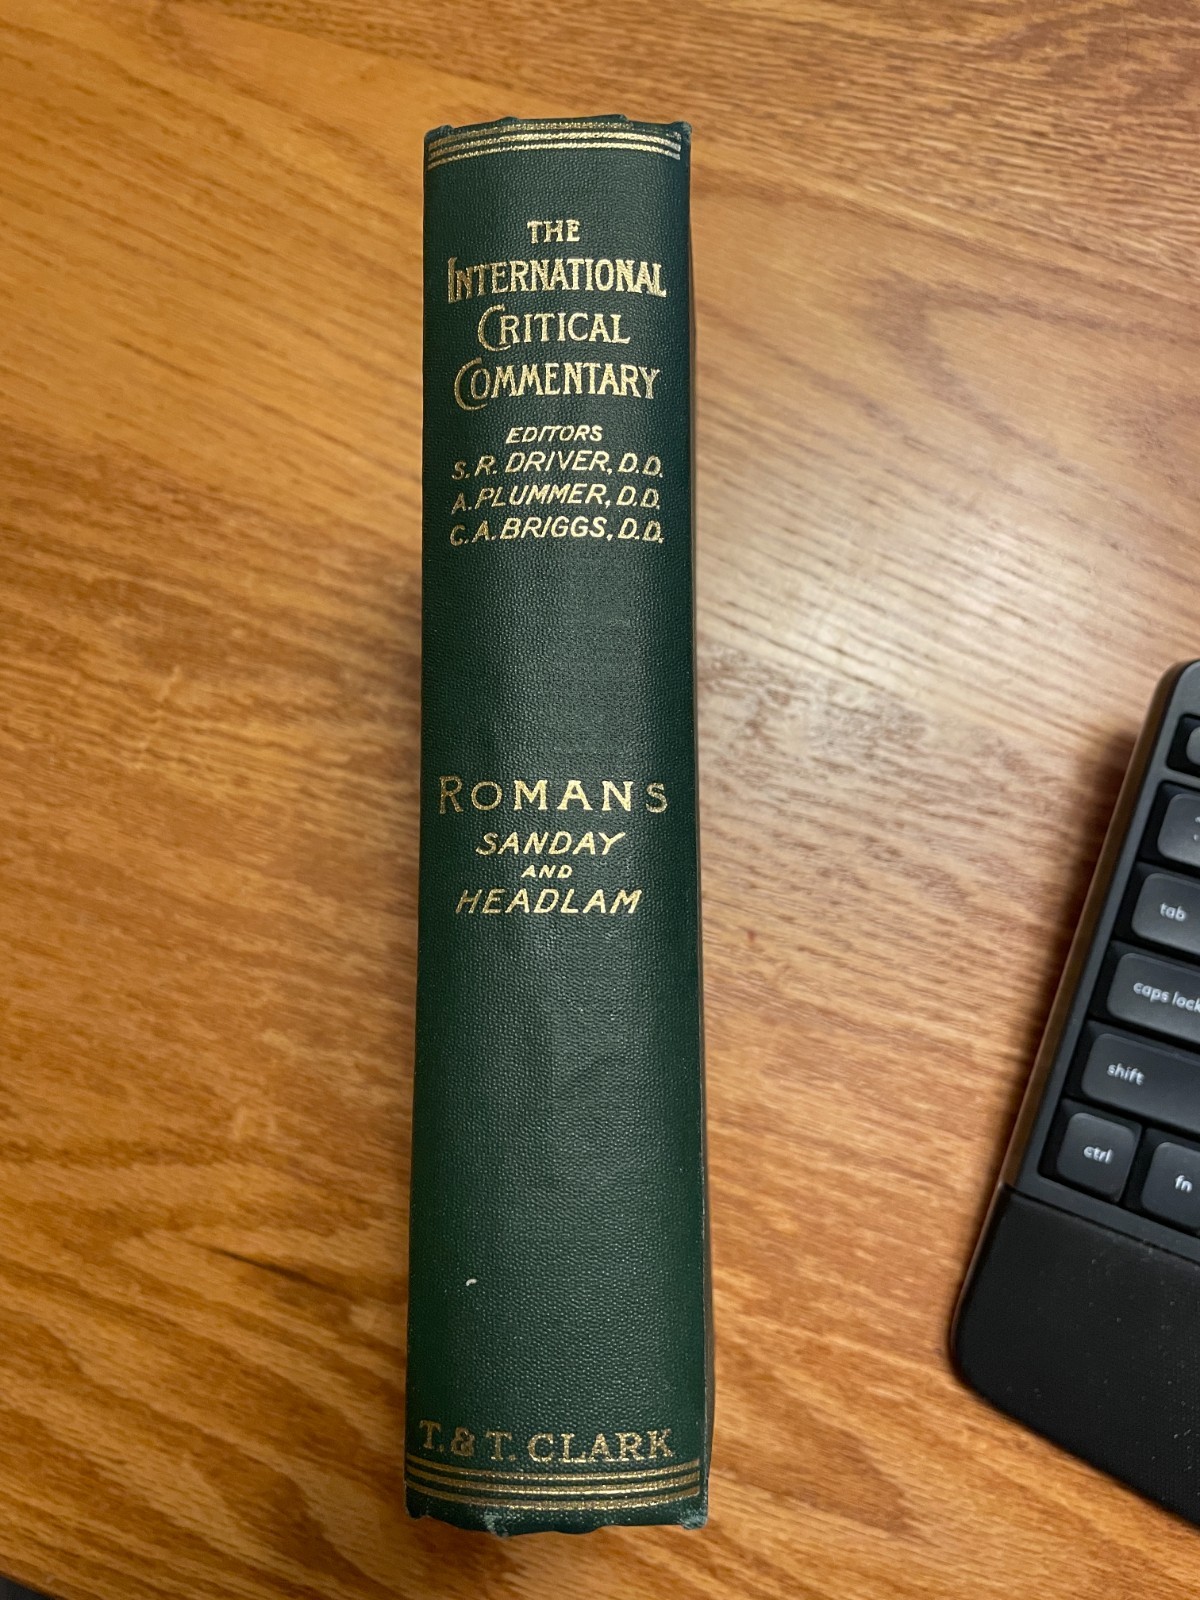 THE
INTERNATIONAL
CRITICAL
COMMENTARY
EDITORS
S. R. DRIVER, D.D.
A. PLUMMER, D.D.
C. A. BRIGGS, D.D.
ROMANS
SANDAY
AND
HEADLAM
T. & T. CLARK
tab
caps lock
shift
ctrl
fn